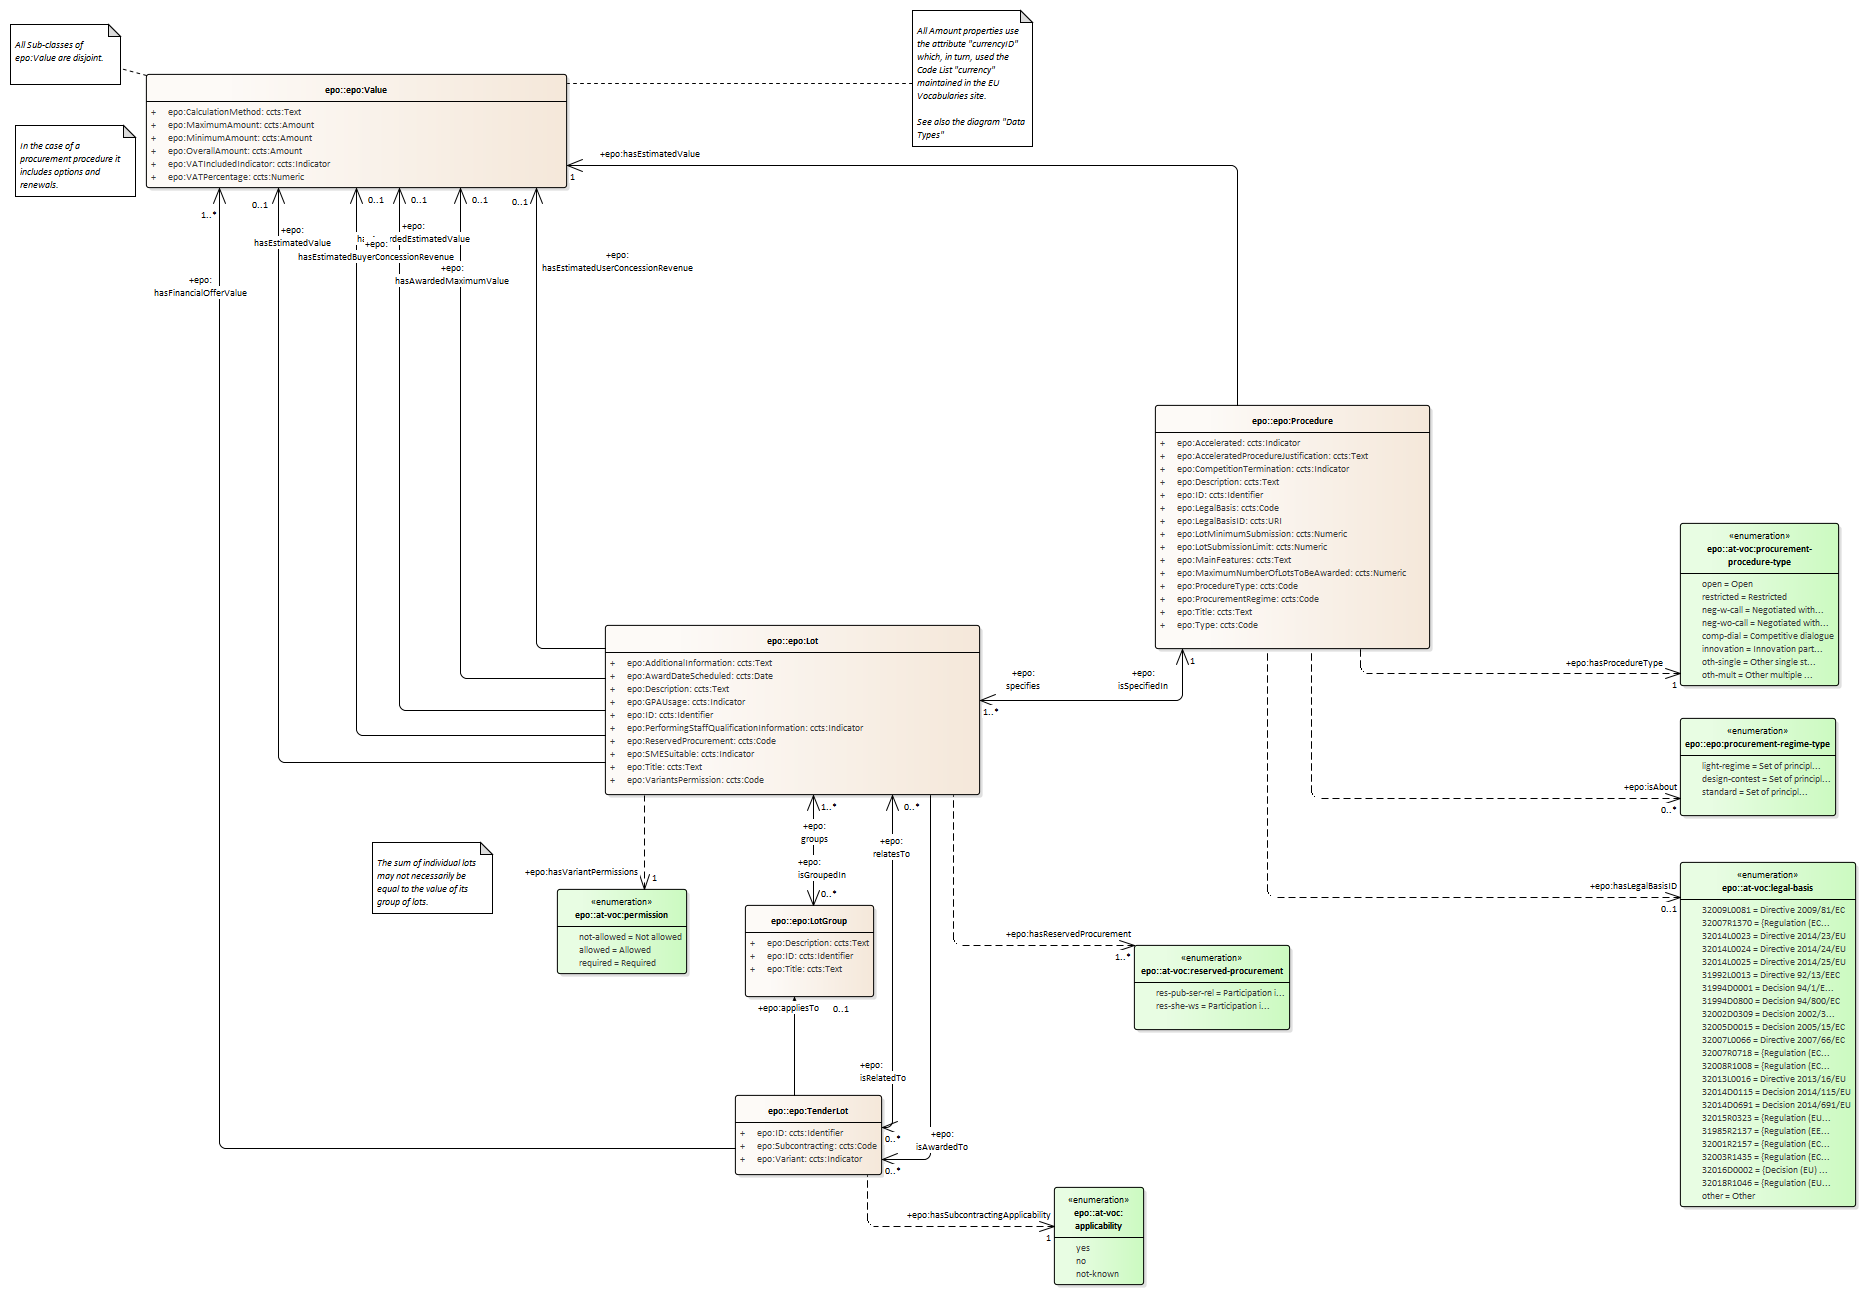 All Sub-classes of
epo:Value are disjoint.
In the case of a
procurement procedure it
includes options and
renewals.
epo::epo:Value
+ epo:CalculationMethod: ccts:Text
+ epo:MaximumAmount: ccts:Amount
+ epo:MinimumAmount: ccts:Amount
+ epo:OverallAmount: ccts:Amount
+ epo:VATIncludedIndicator: ccts:Indicator
+ epo:VATPercentage: ccts:Numeric
All Amount properties use
the attribute "currencyID"
which, in turn, used the
Code List "currency"
maintained in the EU
Vocabularies site.
See also the diagram "Data
Types"
+epo:hasEstimatedValue
1
1..*
0..1
0..1
0..1
0..1
0..1
+epo:
hasEstimatedValue
+epo:
+epo:
hasEstimatedBuyerConcessionRevenue
+epo:
hasAwardedMaximumValue
+epo:
hasEstimatedUserConcessionRevenue
+epo:
hasFinancialOfferValue
epo::epo:Procedure
+ epo:Accelerated: ccts:Indicator
+ epo:AcceleratedProcedureJustification: ccts:Text
+ epo:CompetitionTermination: ccts:Indicator
+ epo:Description: ccts:Text
+ epo:ID: ccts:Identifier
+ epo:LegalBasis: ccts:Code
+ epo:LegalBasisID: ccts:URI
+ epo:LotMinimumSubmission: ccts:Numeric
+ epo:LotSubmissionLimit: ccts:Numeric
+ epo:MainFeatures: ccts:Text
+ epo:MaximumNumberOfLotsToBeAwarded: ccts:Numeric
+ epo:ProcedureType: ccts:Code
+ epo:ProcurementRegime: ccts:Code
+ epo:Title: ccts:Text
+ epo:Type: ccts:Code
«enumeration»
epo::at-voc:procurement-
procedure-type
open = Open
restricted = Restricted
neg-w-call = Negotiated with...
neg-wo-call = Negotiated with...
comp-dial = Competitive dialogue
innovation = Innovation part...
oth-single = Other single st...
oth-mult = Other multiple ...
+epo:hasProcedureType
1
epo::epo:Lot
+ epo:AdditionalInformation: ccts:Text
+ epo:AwardDateScheduled: ccts:Date
+ epo:Description: ccts:Text
+ epo:GPAUsage: ccts:Indicator
+ epo:ID: ccts:Identifier
+ epo:PerformingStaffQualificationInformation: ccts:Indicator
+ epo:ReservedProcurement: ccts:Code
+ epo:SMESuitable: ccts:Indicator
+ epo:Title: ccts:Text
+ epo:VariantsPermission: ccts:Code
+epo:
specifies
1..*
+epo:
isSpecifiedIn
1
«enumeration»
epo::epo:procurement-regime-type
light-regime = Set of principl...
design-contest = Set of principl...
standard = Set of principl...
+epo:isAbout
0..*
The sum of individual lots
may not necessarily be
equal to the value of its
group of lots.
+epo:hasVariantPermissions
1
«enumeration»
epo::at-voc:permission
not-allowed = Not allowed
allowed = Allowed
required = Required
1..*
+epo:
groups
+epo:
isGroupedIn
0..*
0..*
+epo:
relatesTo
epo::epo:LotGroup
+ epo:Description: ccts:Text
+ epo:ID: ccts:Identifier
+ epo:Title: ccts:Text
+epo:appliesTo
0..1
+epo:hasReservedProcurement
1..*
«enumeration»
epo::at-voc:reserved-procurement
res-pub-ser-rel = Participation i...
res-she-ws = Participation i...
+epo:hasLegalBasisID
0..1
«enumeration»
epo::at-voc:legal-basis
32009L0081 = Directive 2009/81/EC
32007R1370 = {Regulation (EC...
32014L0023 = Directive 2014/23/EU
32014L0024 = Directive 2014/24/EU
32014L0025 = Directive 2014/25/EU
31992L0013 = Directive 92/13/EEC
31994D0001 = Decision 94/1/E...
31994D0800 = Decision 94/800/EC
32002D0309 = Decision 2002/3...
32005D0015 = Decision 2005/15/EC
32007L0066 = Directive 2007/66/EC
32007R0718 = {Regulation (EC...
32008R1008 = {Regulation (EC...
32013L0016 = Directive 2013/16/EU
32014D0115 = Decision 2014/115/EU
32014D0691 = Decision 2014/691/EU
32015R0323 = {Regulation (EU...
31985R2137 = {Regulation (EE...
32001R2157 = {Regulation (EC...
32003R1435 = {Regulation (EC...
32016D0002 = {Decision (EU) ...
32018R1046 = {Regulation (EU...
other = Other
+epo:
isRelatedTo
0..*
+epo:
isAwardedTo
0..*
epo::epo:TenderLot
+ epo:ID: ccts:Identifier
+ epo:Subcontracting: ccts:Code
+ epo:Variant: ccts:Indicator
+epo:hasSubcontractingApplicability
1
«enumeration»
epo::at-voc:
applicability
yes
no
not-known